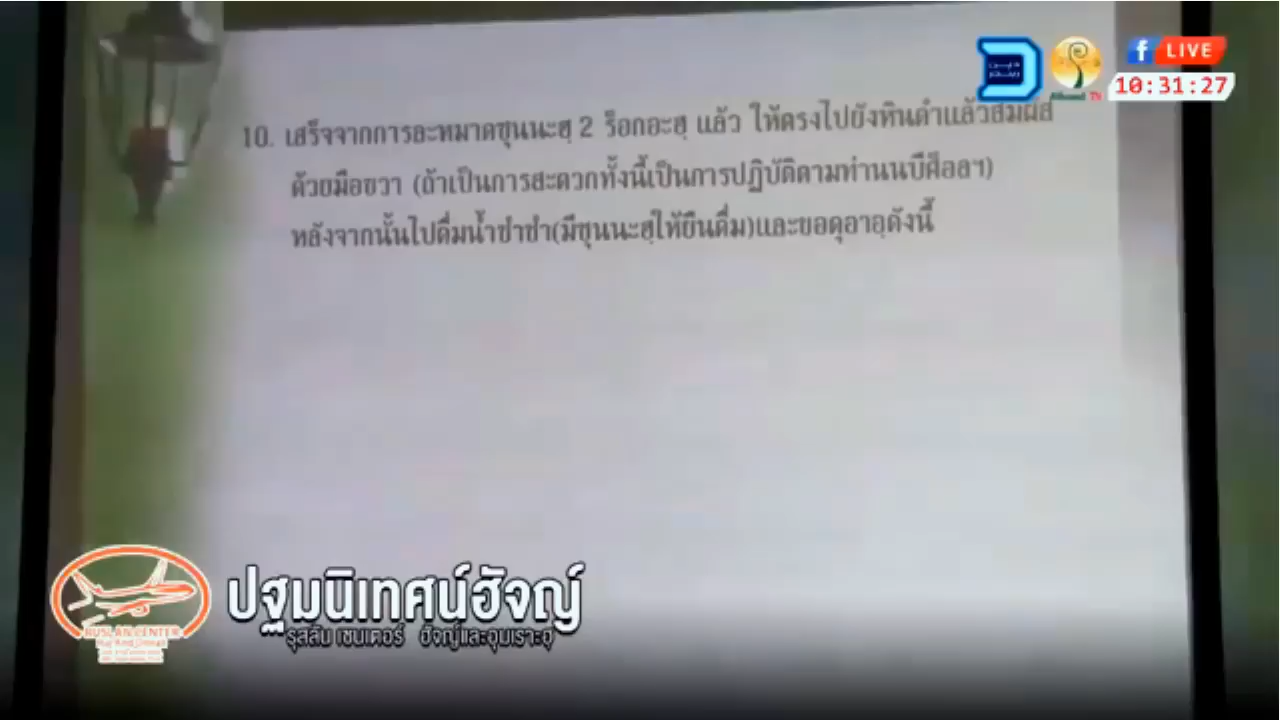 LIVE
10:31:27
10. เสร็จจากการละหมาดซุนนะฮฺ 2 ร็อกอะฮฺ แล้ว ให้ตรงไปยังหินดำแล้วสัมผัส
ด้วยมือขวา (ถ้าเป็นการสะดวกทั้งนี้เป็นการปฏิบัติตามท่านนบีศ็อลฯ)
หลังจากนั้นไปดื่มน้ำซำซำ(มีซุนนะฮฺให้ยืนดื่ม)และขอดุอาอฺดังนี้
RUSLAN CENTER
ปฐมนิเทศน์ฮัจญ์
รุสลัน เซนเตอร์ ฮัจญ์และอุมเราะฮฺ